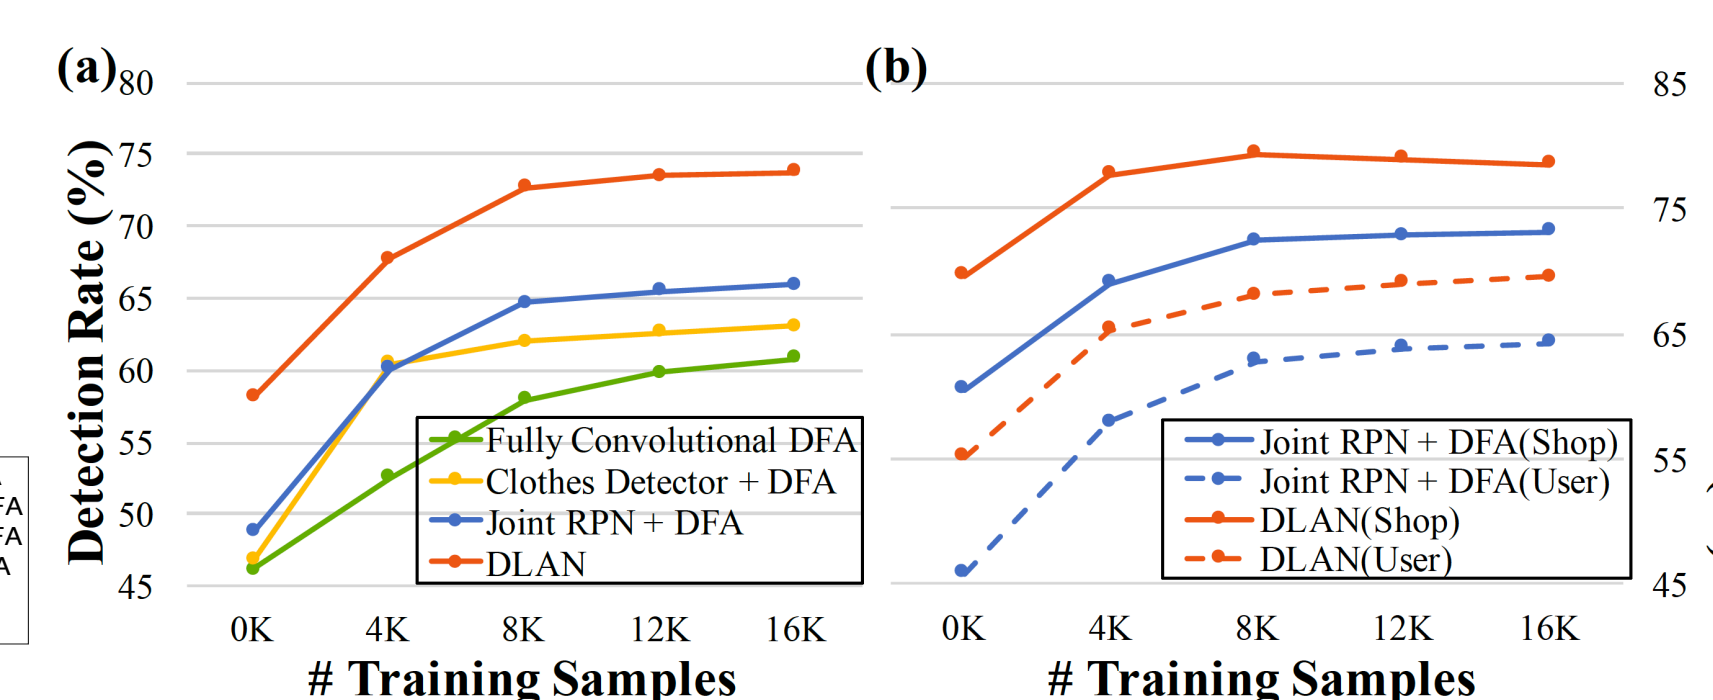 (a)
80
75
70
65
60
55
50
45
Detection Rate (%)
0K 4K 8K 12K 16K
# Training Samples
Fully Convolutional DFA
Clothes Detector + DFA
Joint RPN + DFA
DLAN
FA
FA
(b)
85
75
65
55
45
0K 4K 8K 12K 16K
# Training Samples
Joint RPN + DFA(Shop)
Joint RPN + DFA(User)
DLAN(Shop)
DLAN(User)